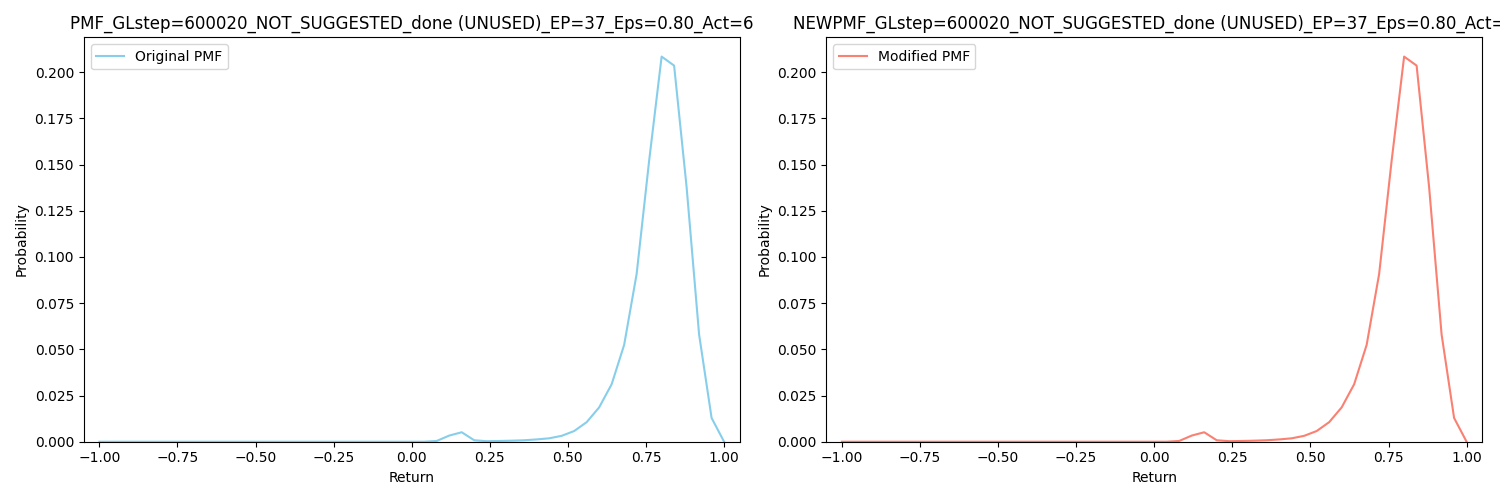 PMF_GLstep=600020_NOT_SUGGESTED_done (UNUSED)_EP=37_Eps=0.80_Act=6
Original PMF
0.200
0.175
0.150
0.125
0.100
0.075
0.050
0.025
0.000
Probability
−1.00 −0.75 −0.50 −0.25 0.00 0.25 0.50 0.75 1.00
Return
NEWPMF_GLstep=600020_NOT_SUGGESTED_done (UNUSED)_EP=37_Eps=0.80_Act=
Modified PMF
0.200
0.175
0.150
0.125
0.100
0.075
0.050
0.025
0.000
Probability
−1.00 −0.75 −0.50 −0.25 0.00 0.25 0.50 0.75 1.00
Return